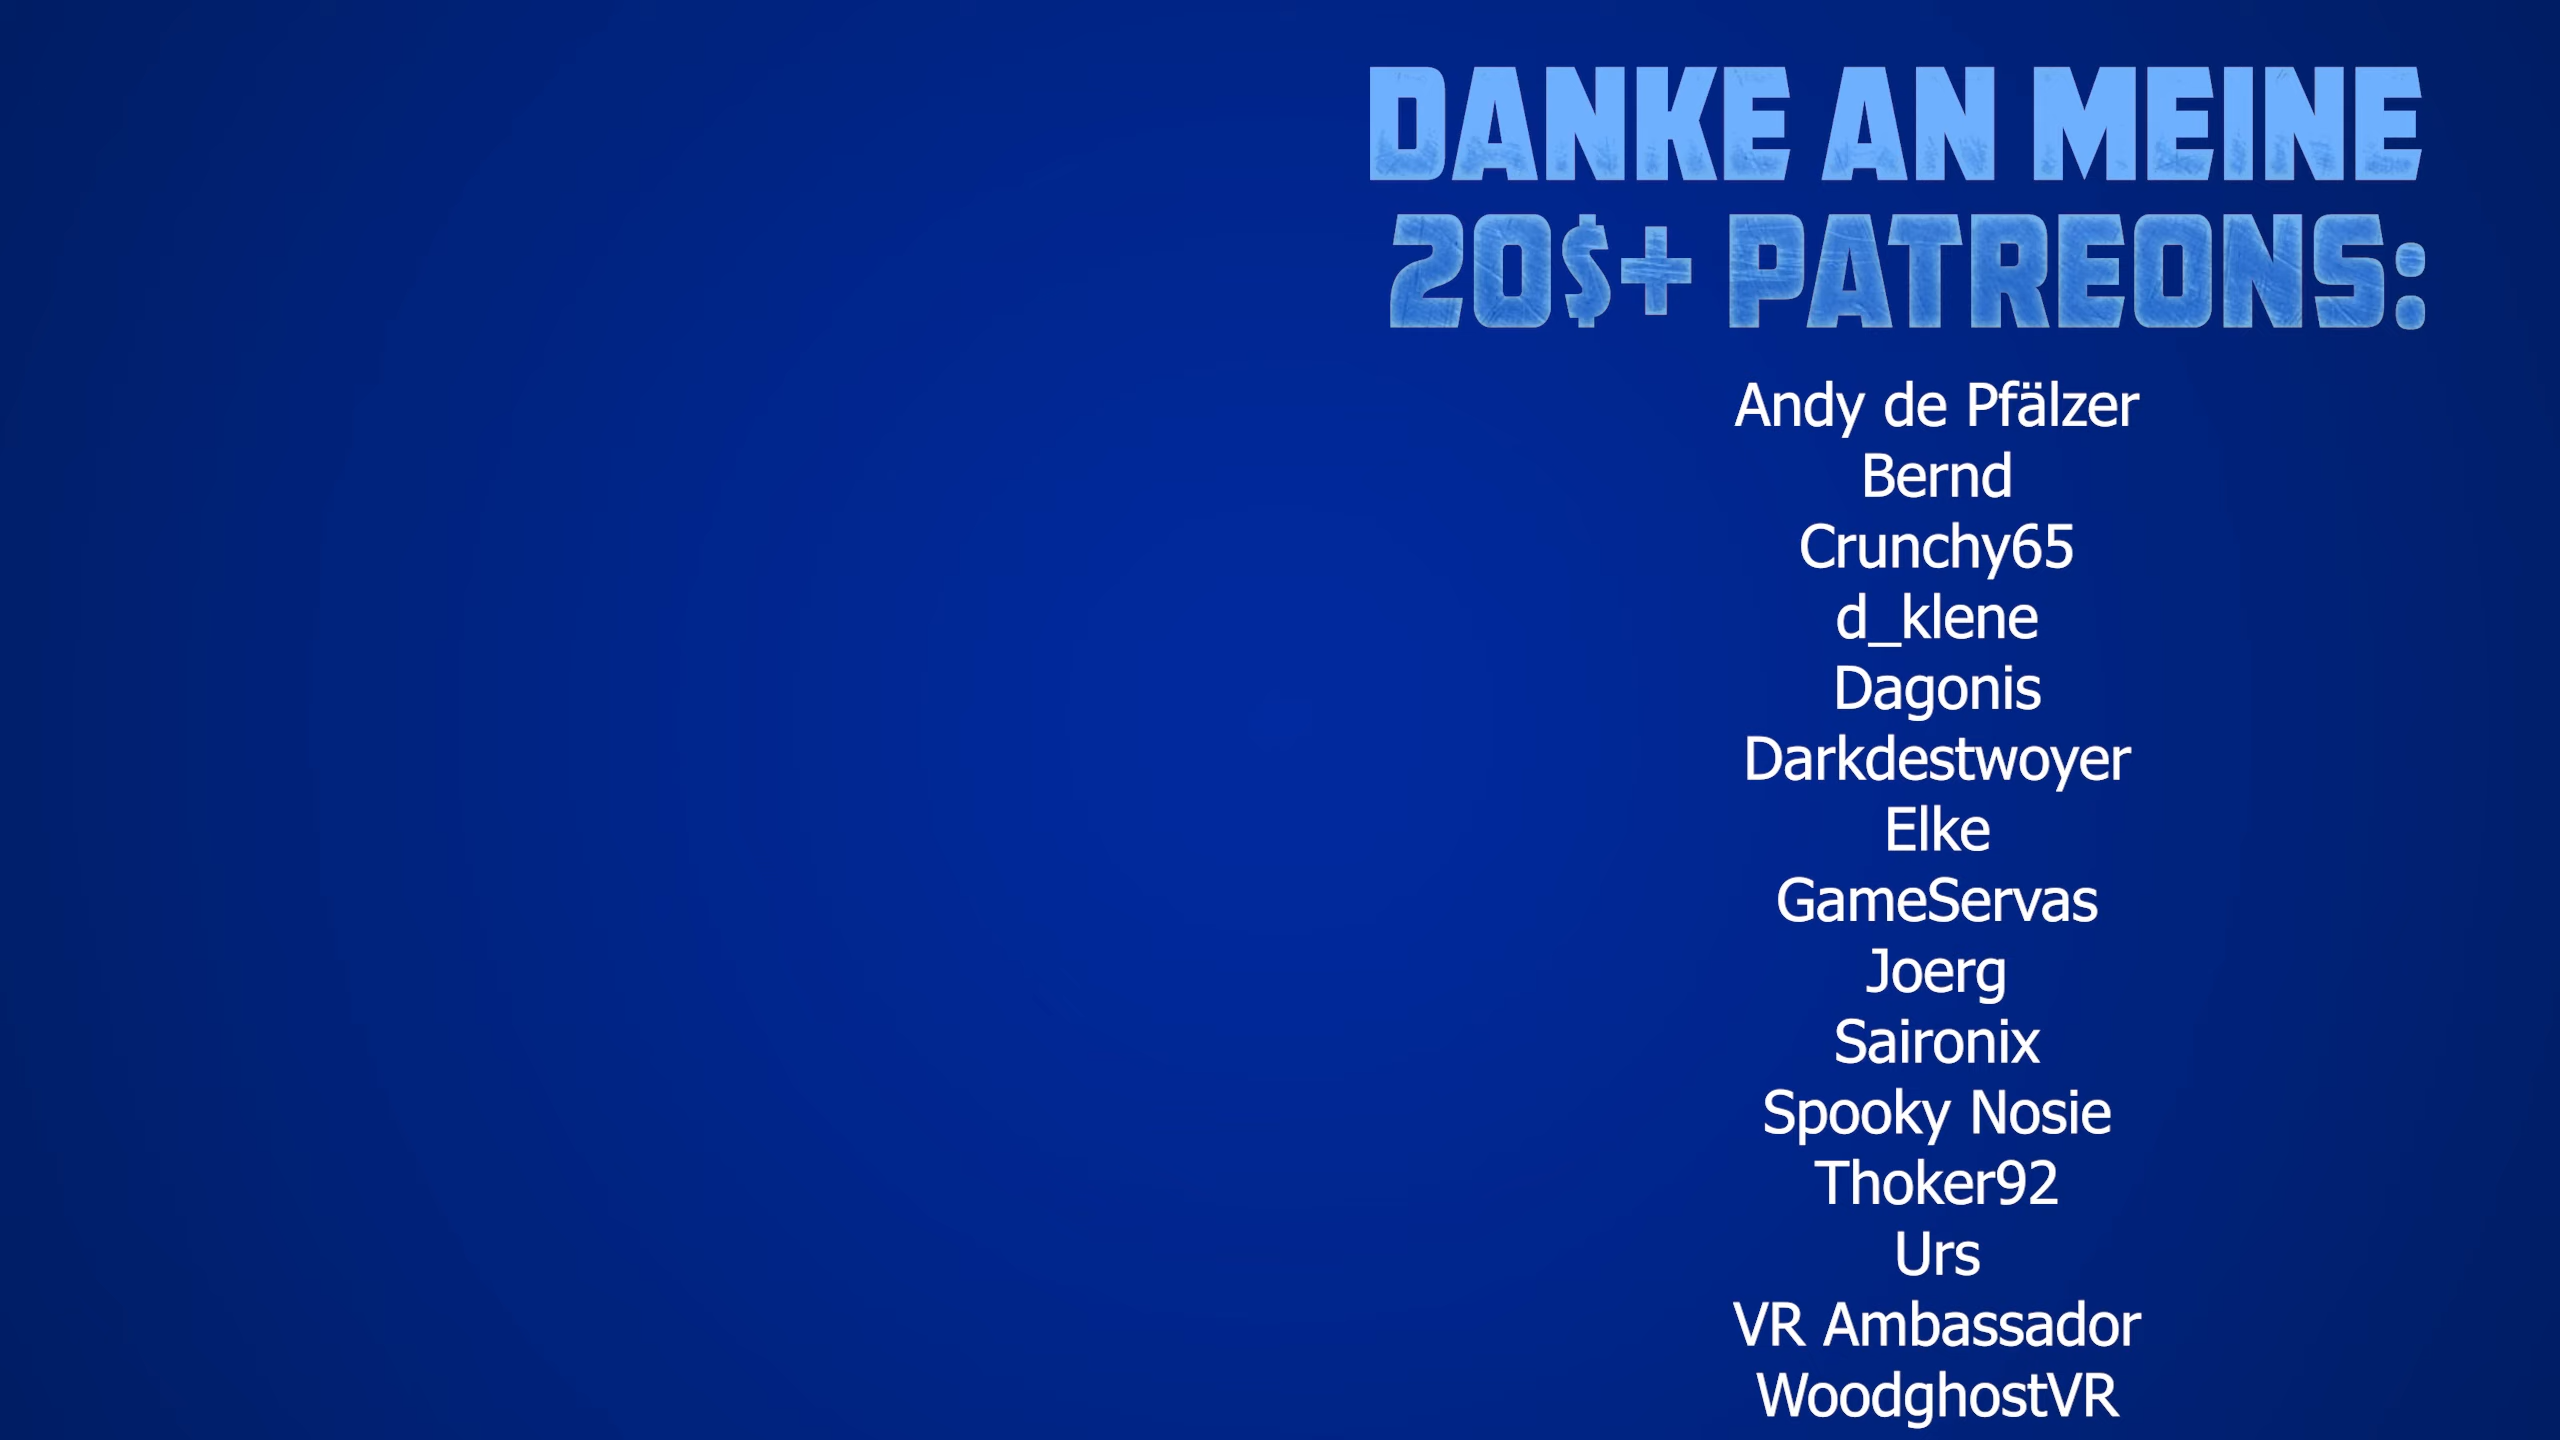 DANKE AN MEINE
20$+ PATREONS:
Andy de Pfälzer
Bernd
Crunchy65
d_klene
Dagonis
Darkdestwoyer
Elke
GameServas
Joerg
Saironix
Spooky Nosie
Thoker92
Urs
VR Ambassador
WoodghostVR